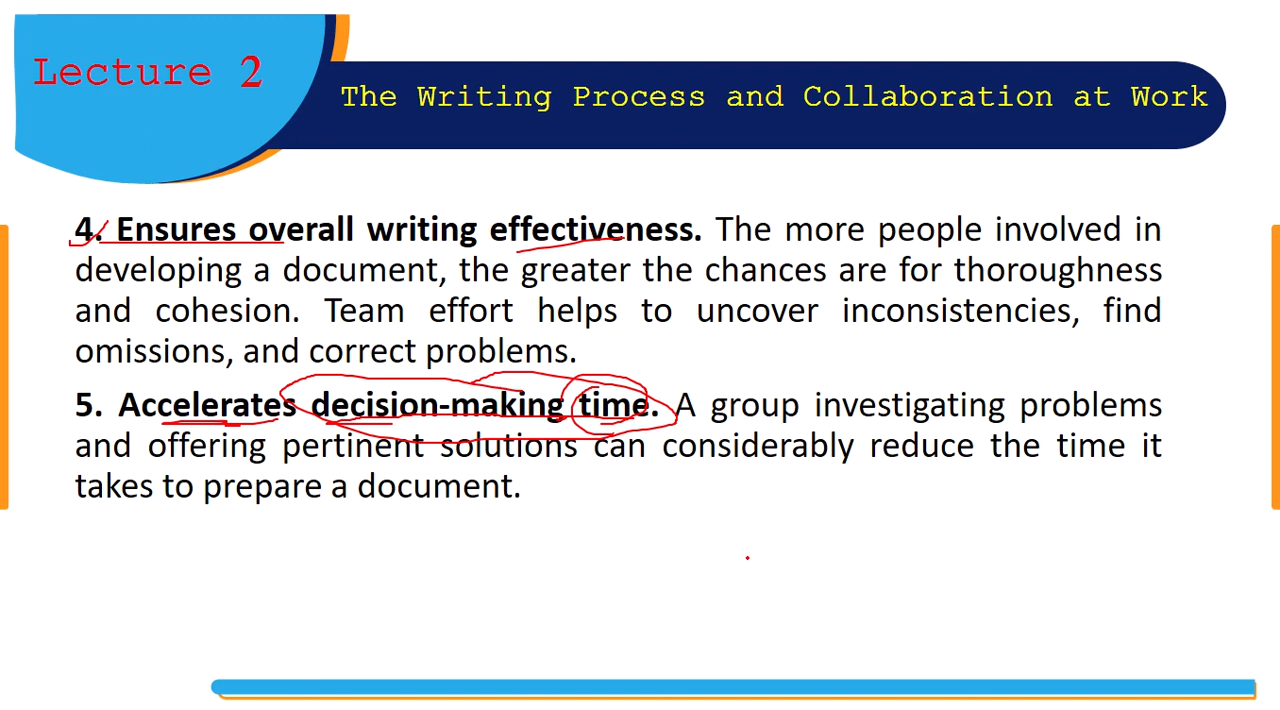 Lecture 2
The Writing Process and Collaboration at Work
4. Ensures overall writing effectiveness. The more people involved in
developing a document, the greater the chances are for thoroughness
and cohesion. Team effort helps to uncover inconsistencies, find
omissions, and correct problems.
5. Accelerates decision-making time. A group investigating problems
and offering pertinent solutions can considerably reduce the time it
takes to prepare a document.